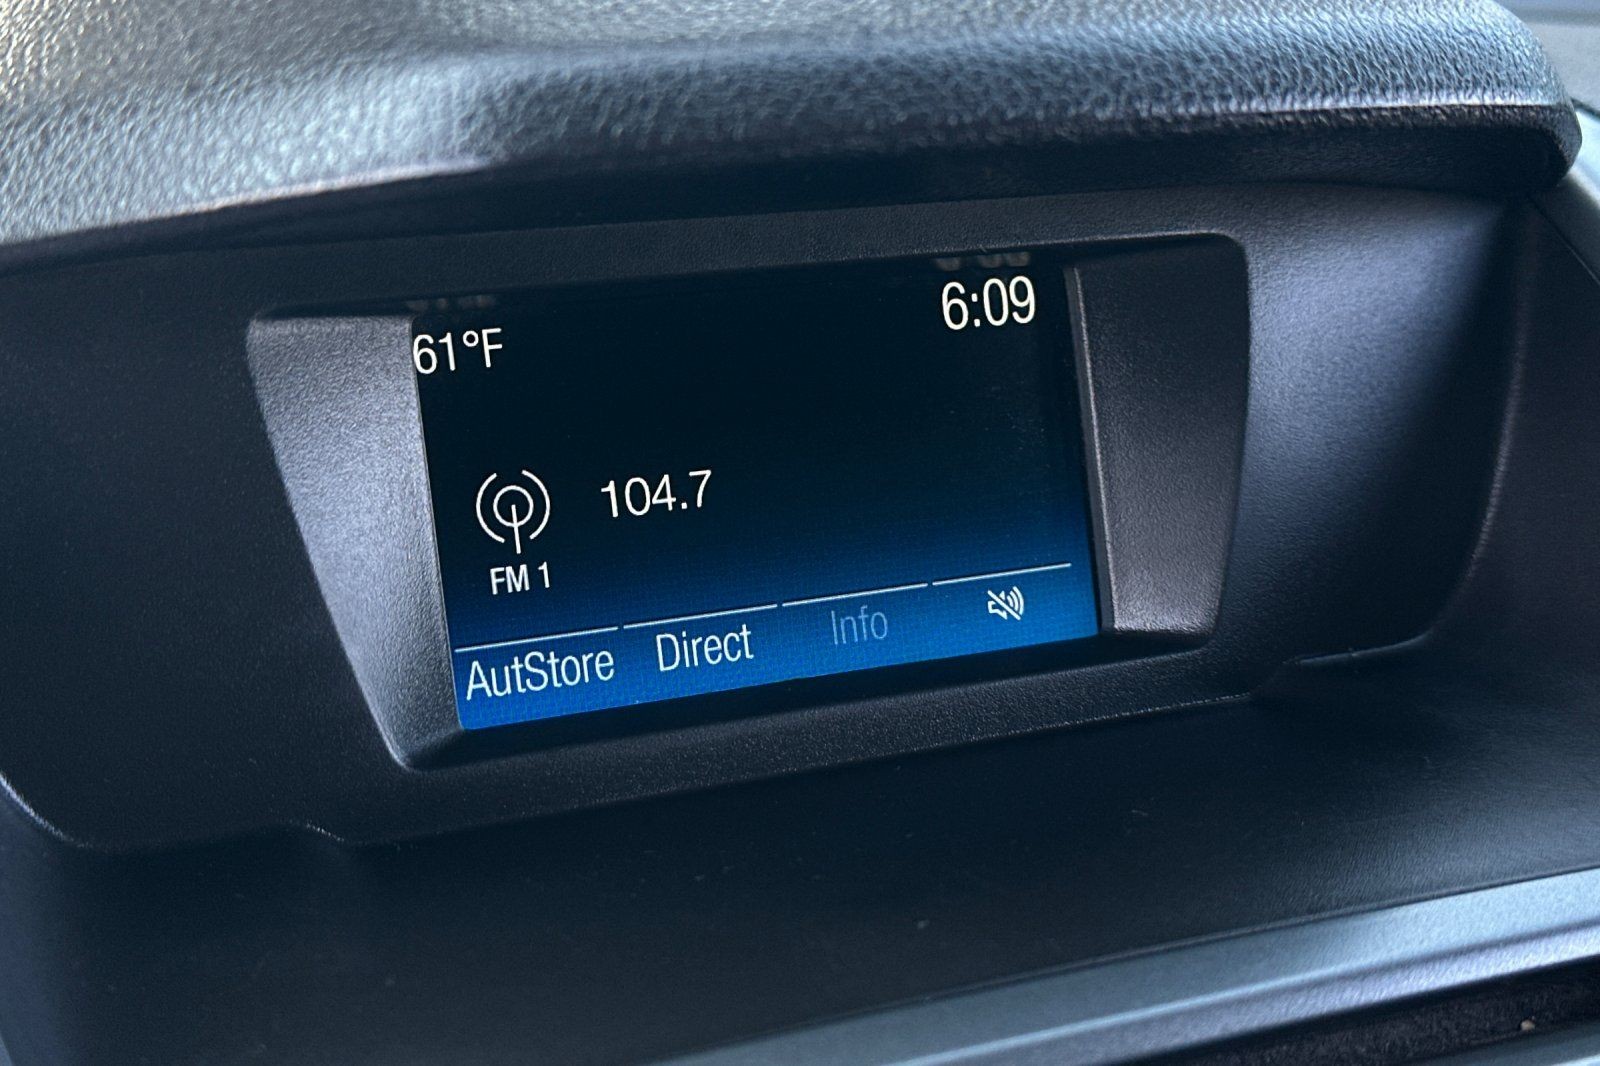 61°F
6:09
104.7
FM 1
AutStore
Direct
Info